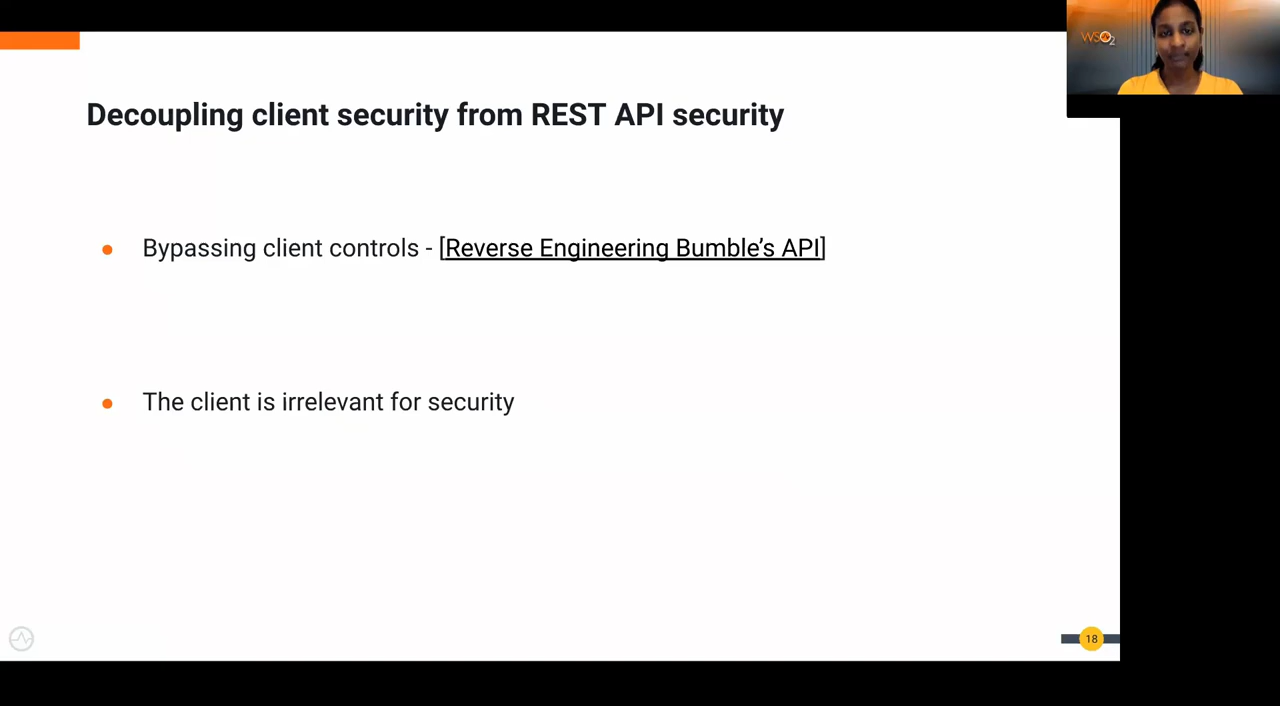 WSO2
Decoupling client security from REST API security
● Bypassing client controls - [Reverse Engineering Bumble’s API]
● The client is irrelevant for security
18